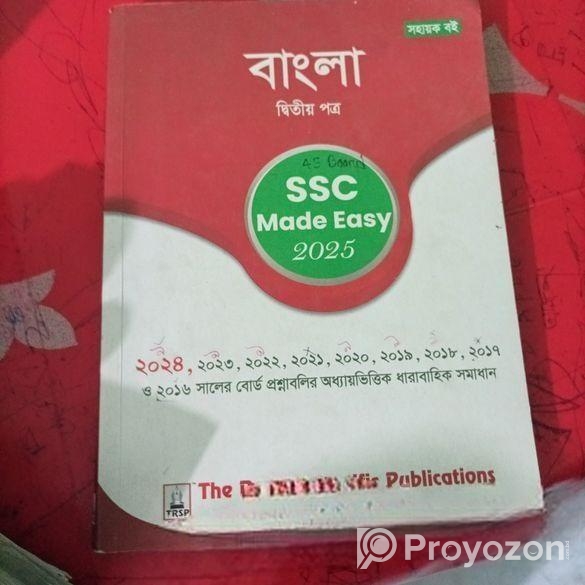 সহায়ক বই
বাংলা
দ্বিতীয় পত্র
45 Board
SSC
Made Easy
2025
২০২৪, ২০২৩, ২০২২, ২০২১, ২০২০, ২০১৯, ২০১৮, ২০১৭
ও ২০১৬ সালের বোর্ড প্রশ্নাবলির অধ্যায়ভিত্তিক ধারাবাহিক সমাধান
The Publications
TRSP
Proyozon